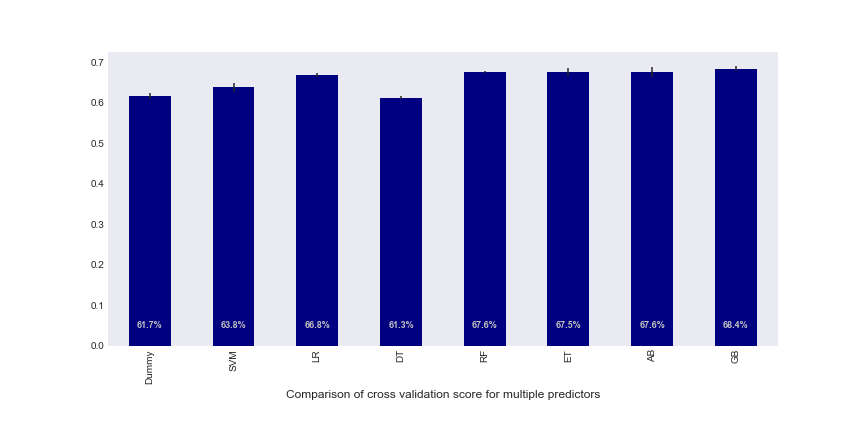 0.7
0.6
0.5
0.4
0.3
0.2
0.1
0.0
61.7% 63.8% 66.8% 61.3% 67.6% 67.5% 67.6% 68.4%
Dummy SVM LR DT RF ET AB GB
Comparison of cross validation score for multiple predictors